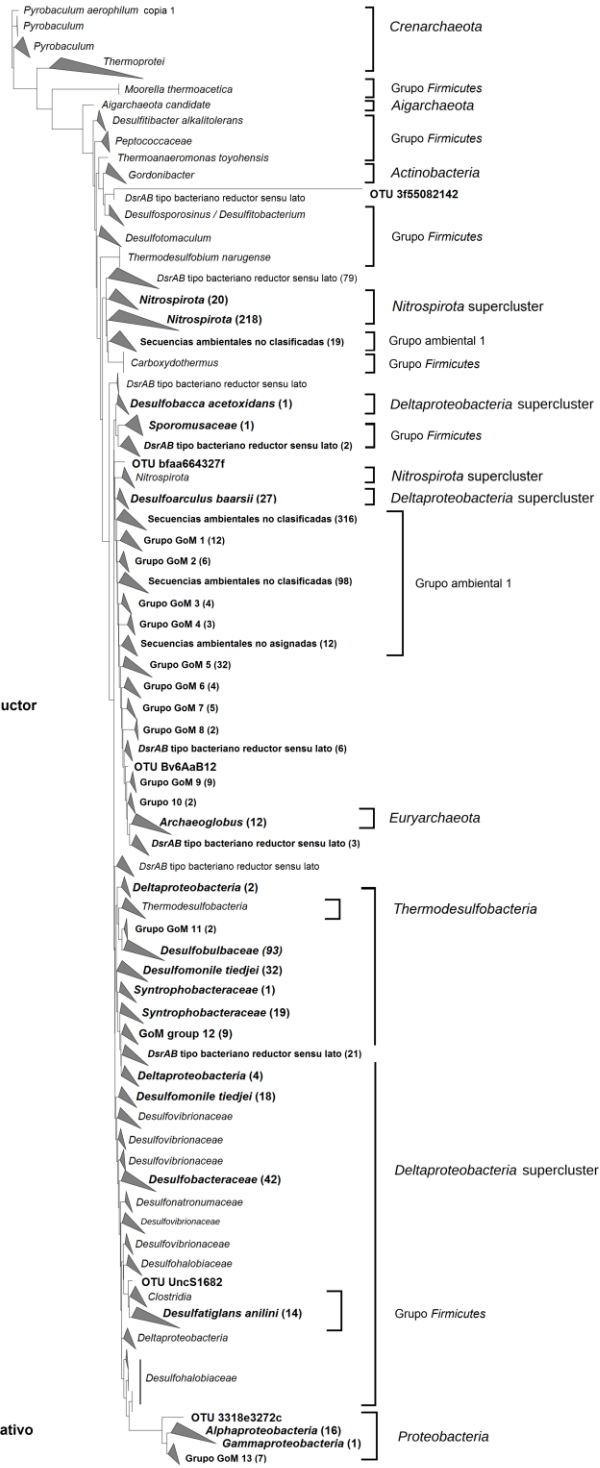 Pyrobaculum aerophilum copia 1
Pyrobaculum
Crenarchaeota
Pyrobaculum
Thermoprotei
Moorella thermoacetica
Grupo Firmicutes
Aigarchaeota candidate
Aigarchaeota
Desulfitibacter alkalitolerans
Peptococcaceae
Grupo Firmicutes
Thermoanaeromonas toyohensis
Gordonibacter
Actinobacteria
DsrAB tipo bacteriano reductor sensu lato
OTU 3f55082142
Desulfosporosinus / Desulfitobacterium
Desulfotomaculum
Grupo Firmicutes
Thermodesulfobium narugense
DsrAB tipo bacteriano reductor sensu lato (79)
Nitrospirota (20)
Nitrospirota supercluster
Nitrospirota (218)
Secuencias ambientales no clasificadas (19)
Grupo ambiental 1
Carboxydothermus
Grupo Firmicutes
DsrAB tipo bacteriano reductor sensu lato
Desulfobacca acetoxidans (1)
Deltaproteobacteria supercluster
Sporomusaceae (1)
Grupo Firmicutes
DsrAB tipo bacteriano reductor sensu lato (2)
OTU bfaa664327f
Nitrospirota
Nitrospirota supercluster
Desulfoarculus baarsii (27)
Deltaproteobacteria supercluster
Secuencias ambientales no clasificadas (316)
Grupo GoM 1 (12)
Grupo GoM 2 (6)
Secuencias ambientales no clasificadas (98)
Grupo ambiental 1
Grupo GoM 3 (4)
Grupo GoM 4 (3)
Secuencias ambientales no asignadas (12)
Grupo GoM 5 (32)
Grupo GoM 6 (4)
uctor
Grupo GoM 7 (5)
Grupo GoM 8 (2)
DsrAB tipo bacteriano reductor sensu lato (6)
OTU Bv6AaB12
Grupo GoM 9 (9)
Grupo 10 (2)
Archaeoglobus (12)
Euryarchaeota
DsrAB tipo bacteriano reductor sensu lato (3)
DsrAB tipo bacteriano reductor sensu lato
Deltaproteobacteria (2)
Thermodesulfobacteria
Thermodesulfobacteria
Grupo GoM 11 (2)
Desulfobulbaceae (93)
Desulfomonile tiedjei (32)
Syntrophobacteraceae (1)
Syntrophobacteraceae (19)
GoM group 12 (9)
DsrAB tipo bacteriano reductor sensu lato (21)
Deltaproteobacteria (4)
Desulfomonile tiedjei (18)
Desulfovibrionaceae
Desulfovibrionaceae
Desulfovibrionaceae
Deltaproteobacteria supercluster
Desulfobacteraceae (42)
Desulfonatronumaceae
Desulfovibrionaceae
Desulfovibrionaceae
Desulfohalobiaceae
OTU UncS1682
Clostridia
Desulfatiglans anilini (14)
Grupo Firmicutes
Deltaproteobacteria
Desulfohalobiaceae
OTU 3318e3272c
ativo
Alphaproteobacteria (16)
Proteobacteria
Gammaproteobacteria (1)
Grupo GoM 13 (7)